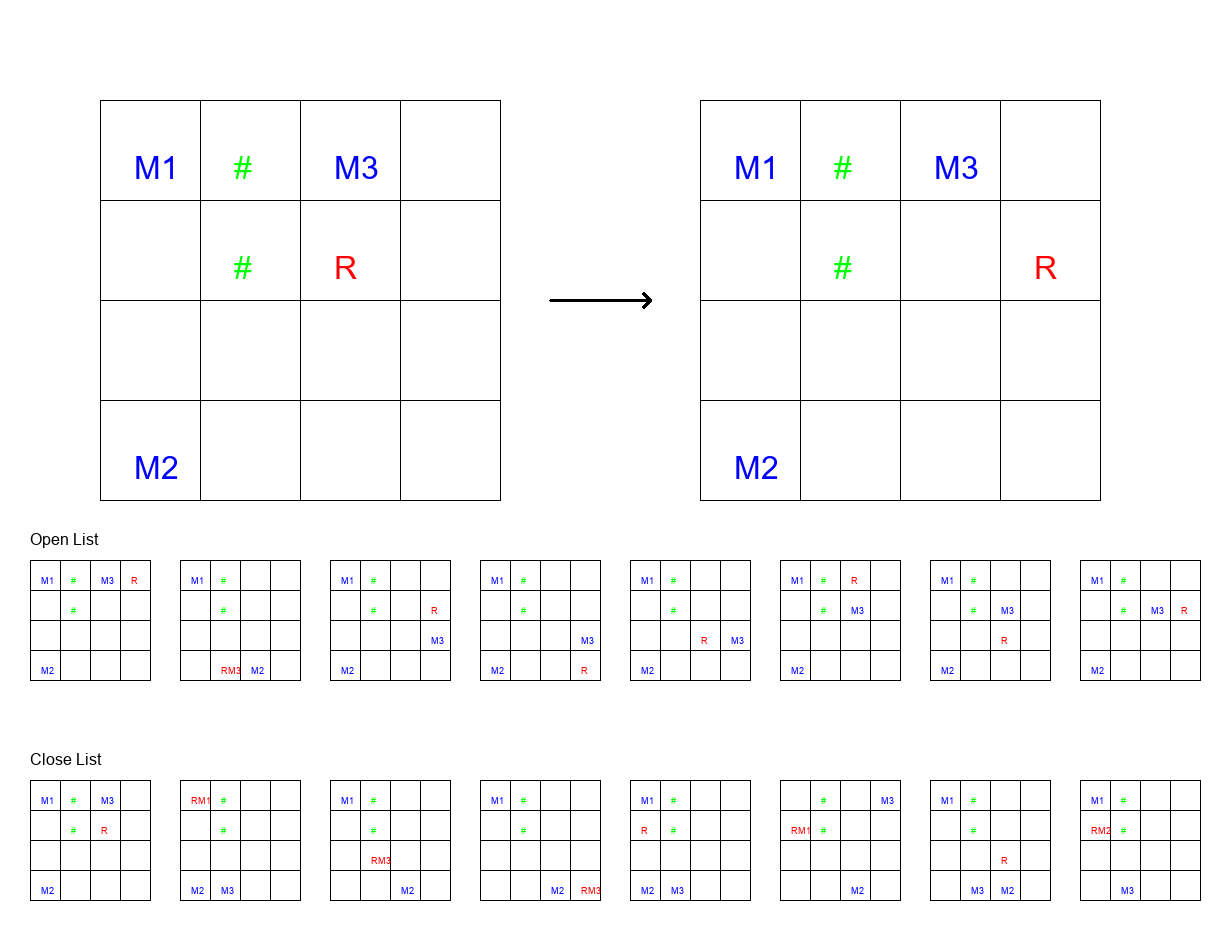 M1 # M3 M1 # M3
# R # R
M2 M2
Open List
M1 # M3 R M1 # M1 # M1 # M1 # M1 # R M1 # M1 #
# # # R # # # M3 # M3 # M3 R
M3 M3 R M3 R
M2 RM3 M2 M2 M2 R M2 M2 M2 M2
Close List
M1 # M3 RM1 # M1 # M1 # M1 # # M3 M1 # M1 #
# R # # # R # RM1 # # RM2 #
RM3 R
M2 M2 M3 M2 M2 RM3 M2 M3 M2 M3 M2 M3